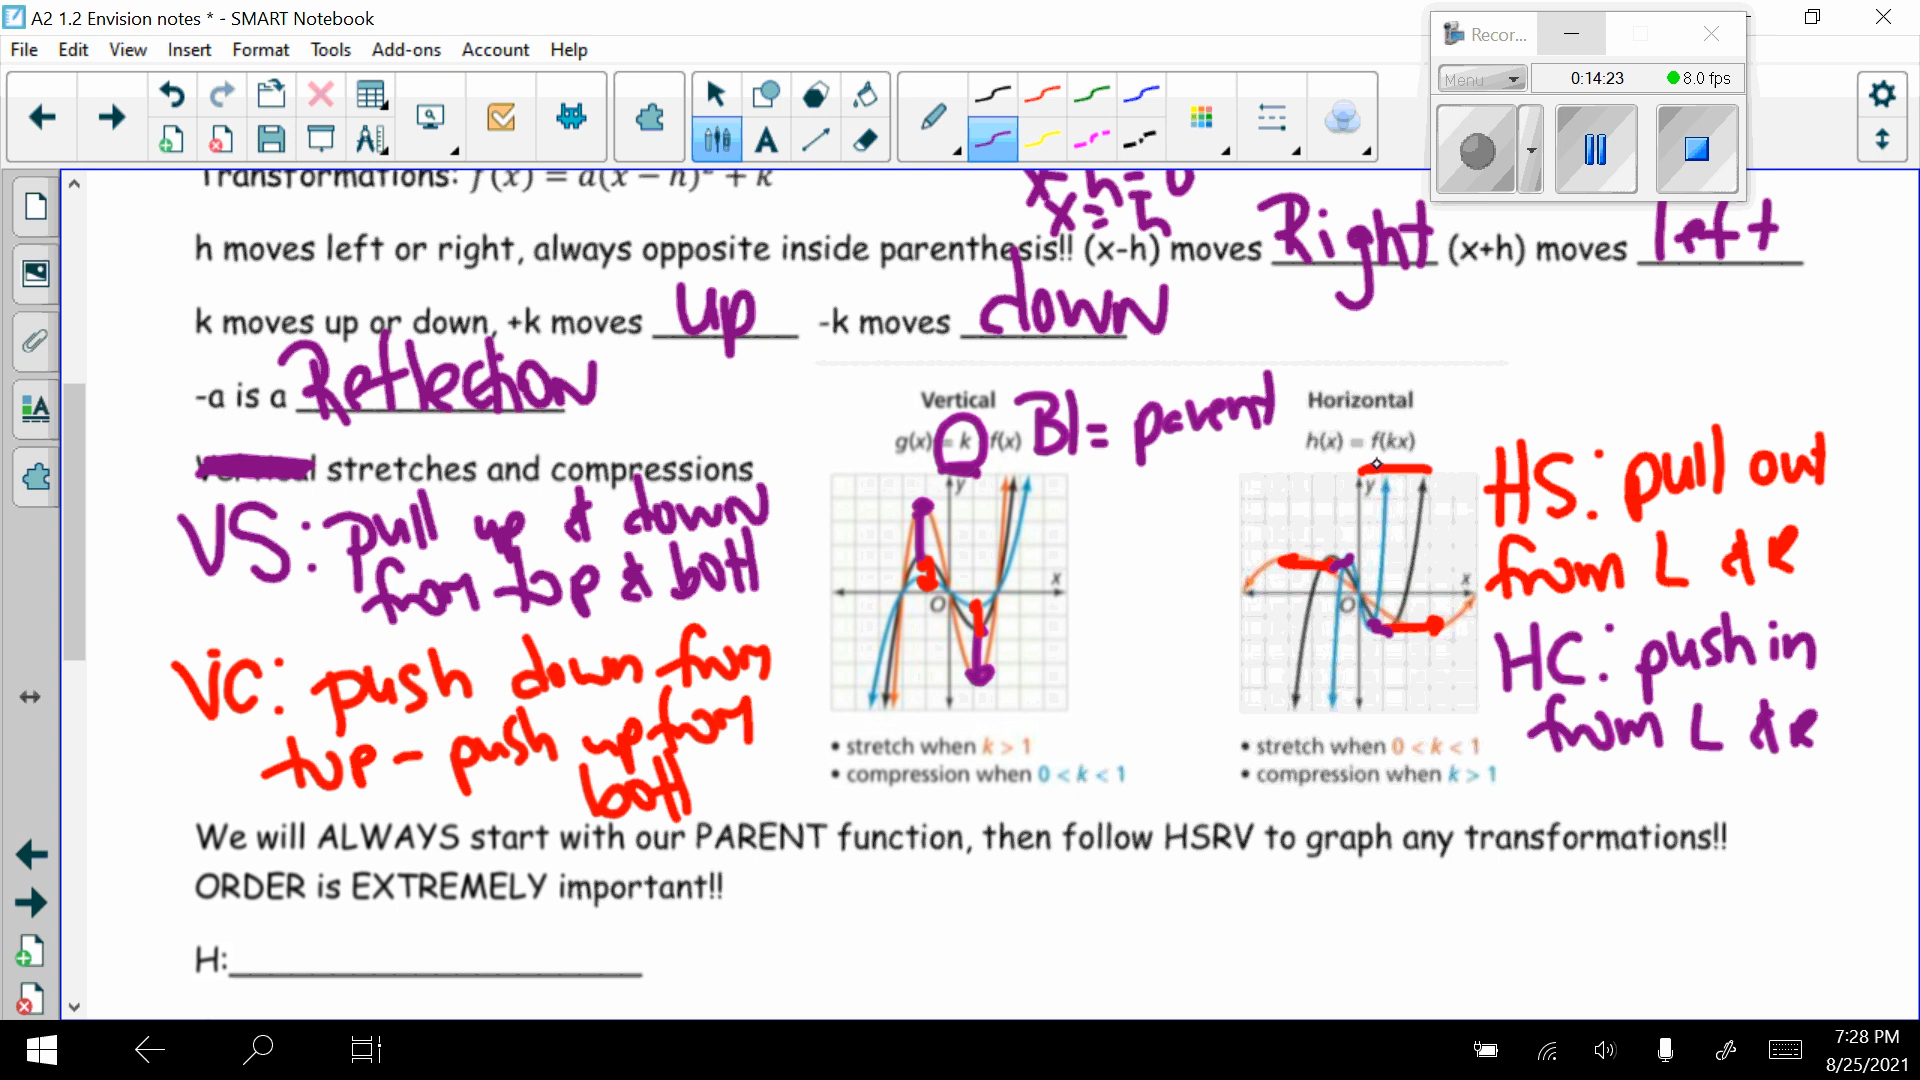 A2 1.2 Envision notes * - SMART Notebook
File Edit View Insert Format Tools Add-ons Account Help
Recor...
Menu 0:14:23 8.0 fps
Transformations: f(x) = a(x − h)² + k
x-h=0
x=h
h moves left or right, always opposite inside parenthesis!! (x-h) moves Right (x+h) moves left
k moves up or down, +k moves up -k moves down
-a is a Reflection
stretches and compressions
VS: pull up & down
from top & bott
VC: push down from
top - push up from
bott
Vertical
g(x) = k f(x)
Bl = parent
y
x
O
• stretch when k > 1
• compression when 0 < k < 1
Horizontal
h(x) = f(kx)
y
x
O
• stretch when 0 < k < 1
• compression when k > 1
HS: pull out
from L & R
HC: push in
from L & R
We will ALWAYS start with our PARENT function, then follow HSRV to graph any transformations!!
ORDER is EXTREMELY important!!
H:
7:28 PM
8/25/2021